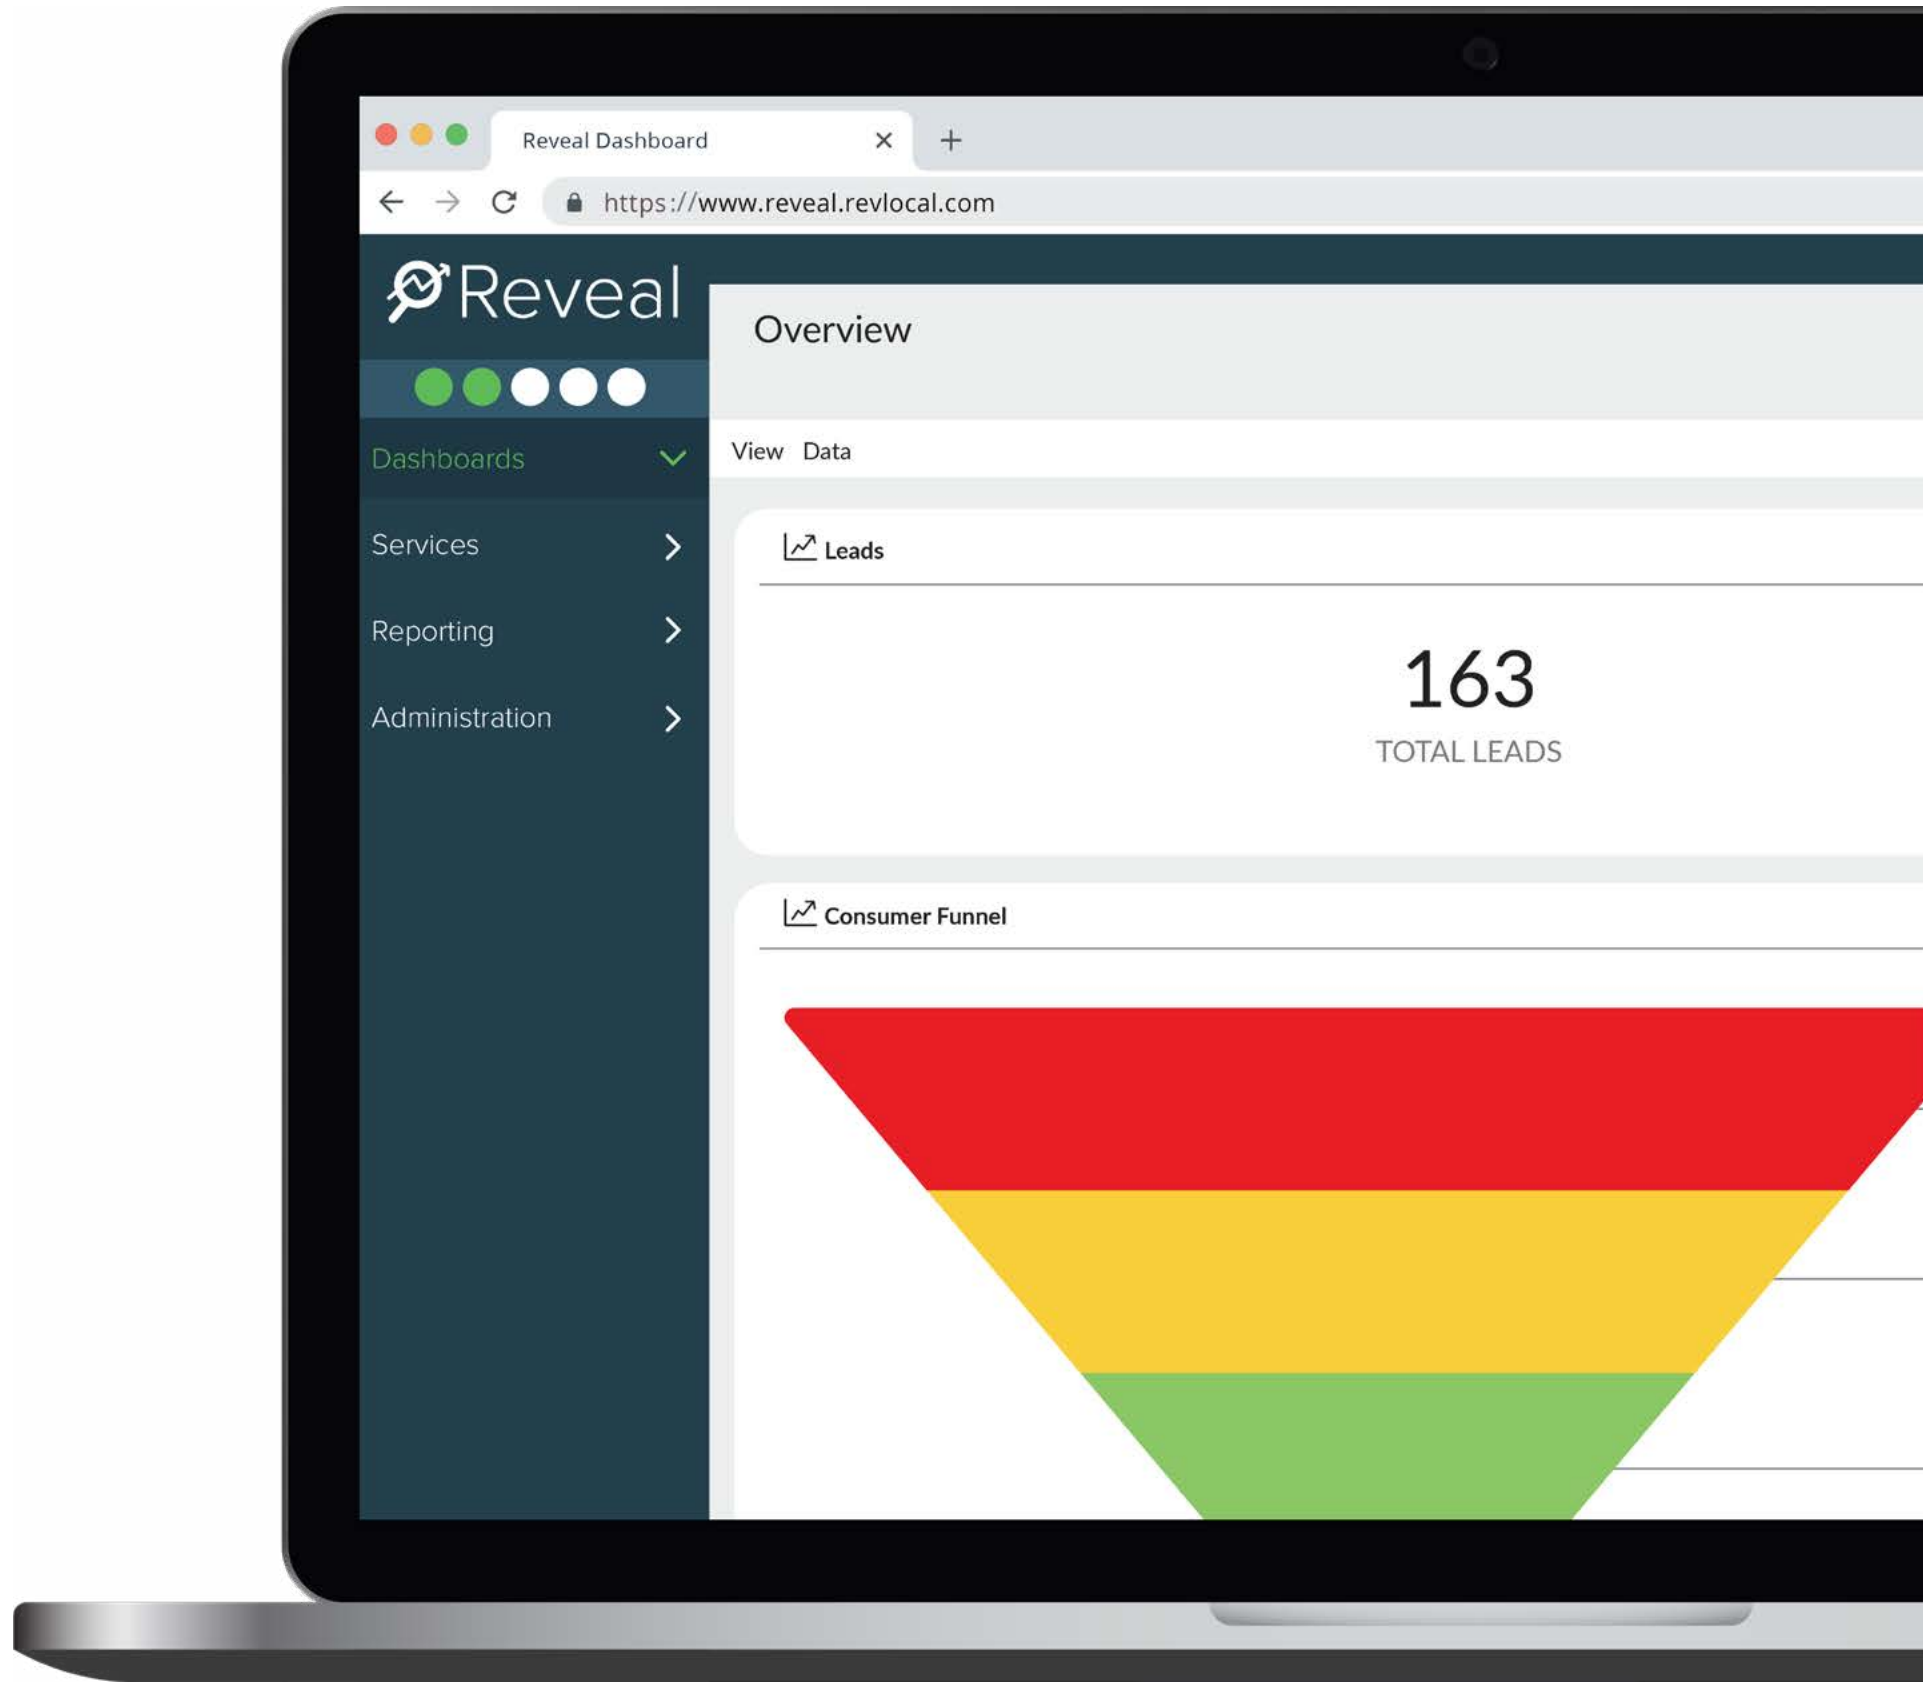 Reveal Dashboard
https://www.reveal.revlocal.com
Reveal
Overview
View Data
Dashboards
Services
Reporting
Administration
Leads
163
TOTAL LEADS
Consumer Funnel